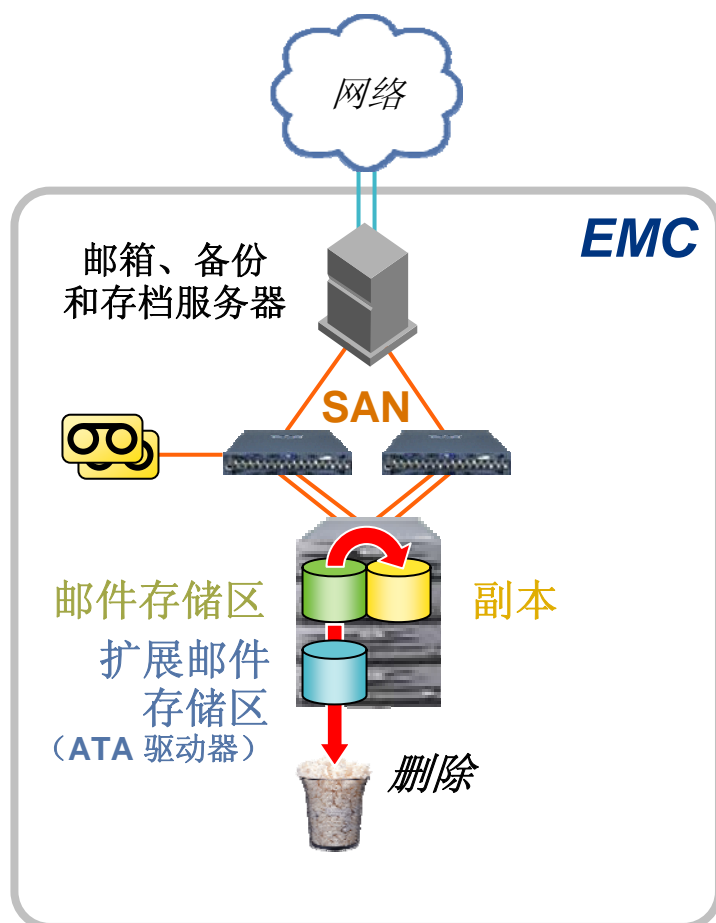 网络
EMC
邮箱、备份
和存档服务器
SAN
邮件存储区
副本
扩展邮件
存储区
（ATA 驱动器）
删除